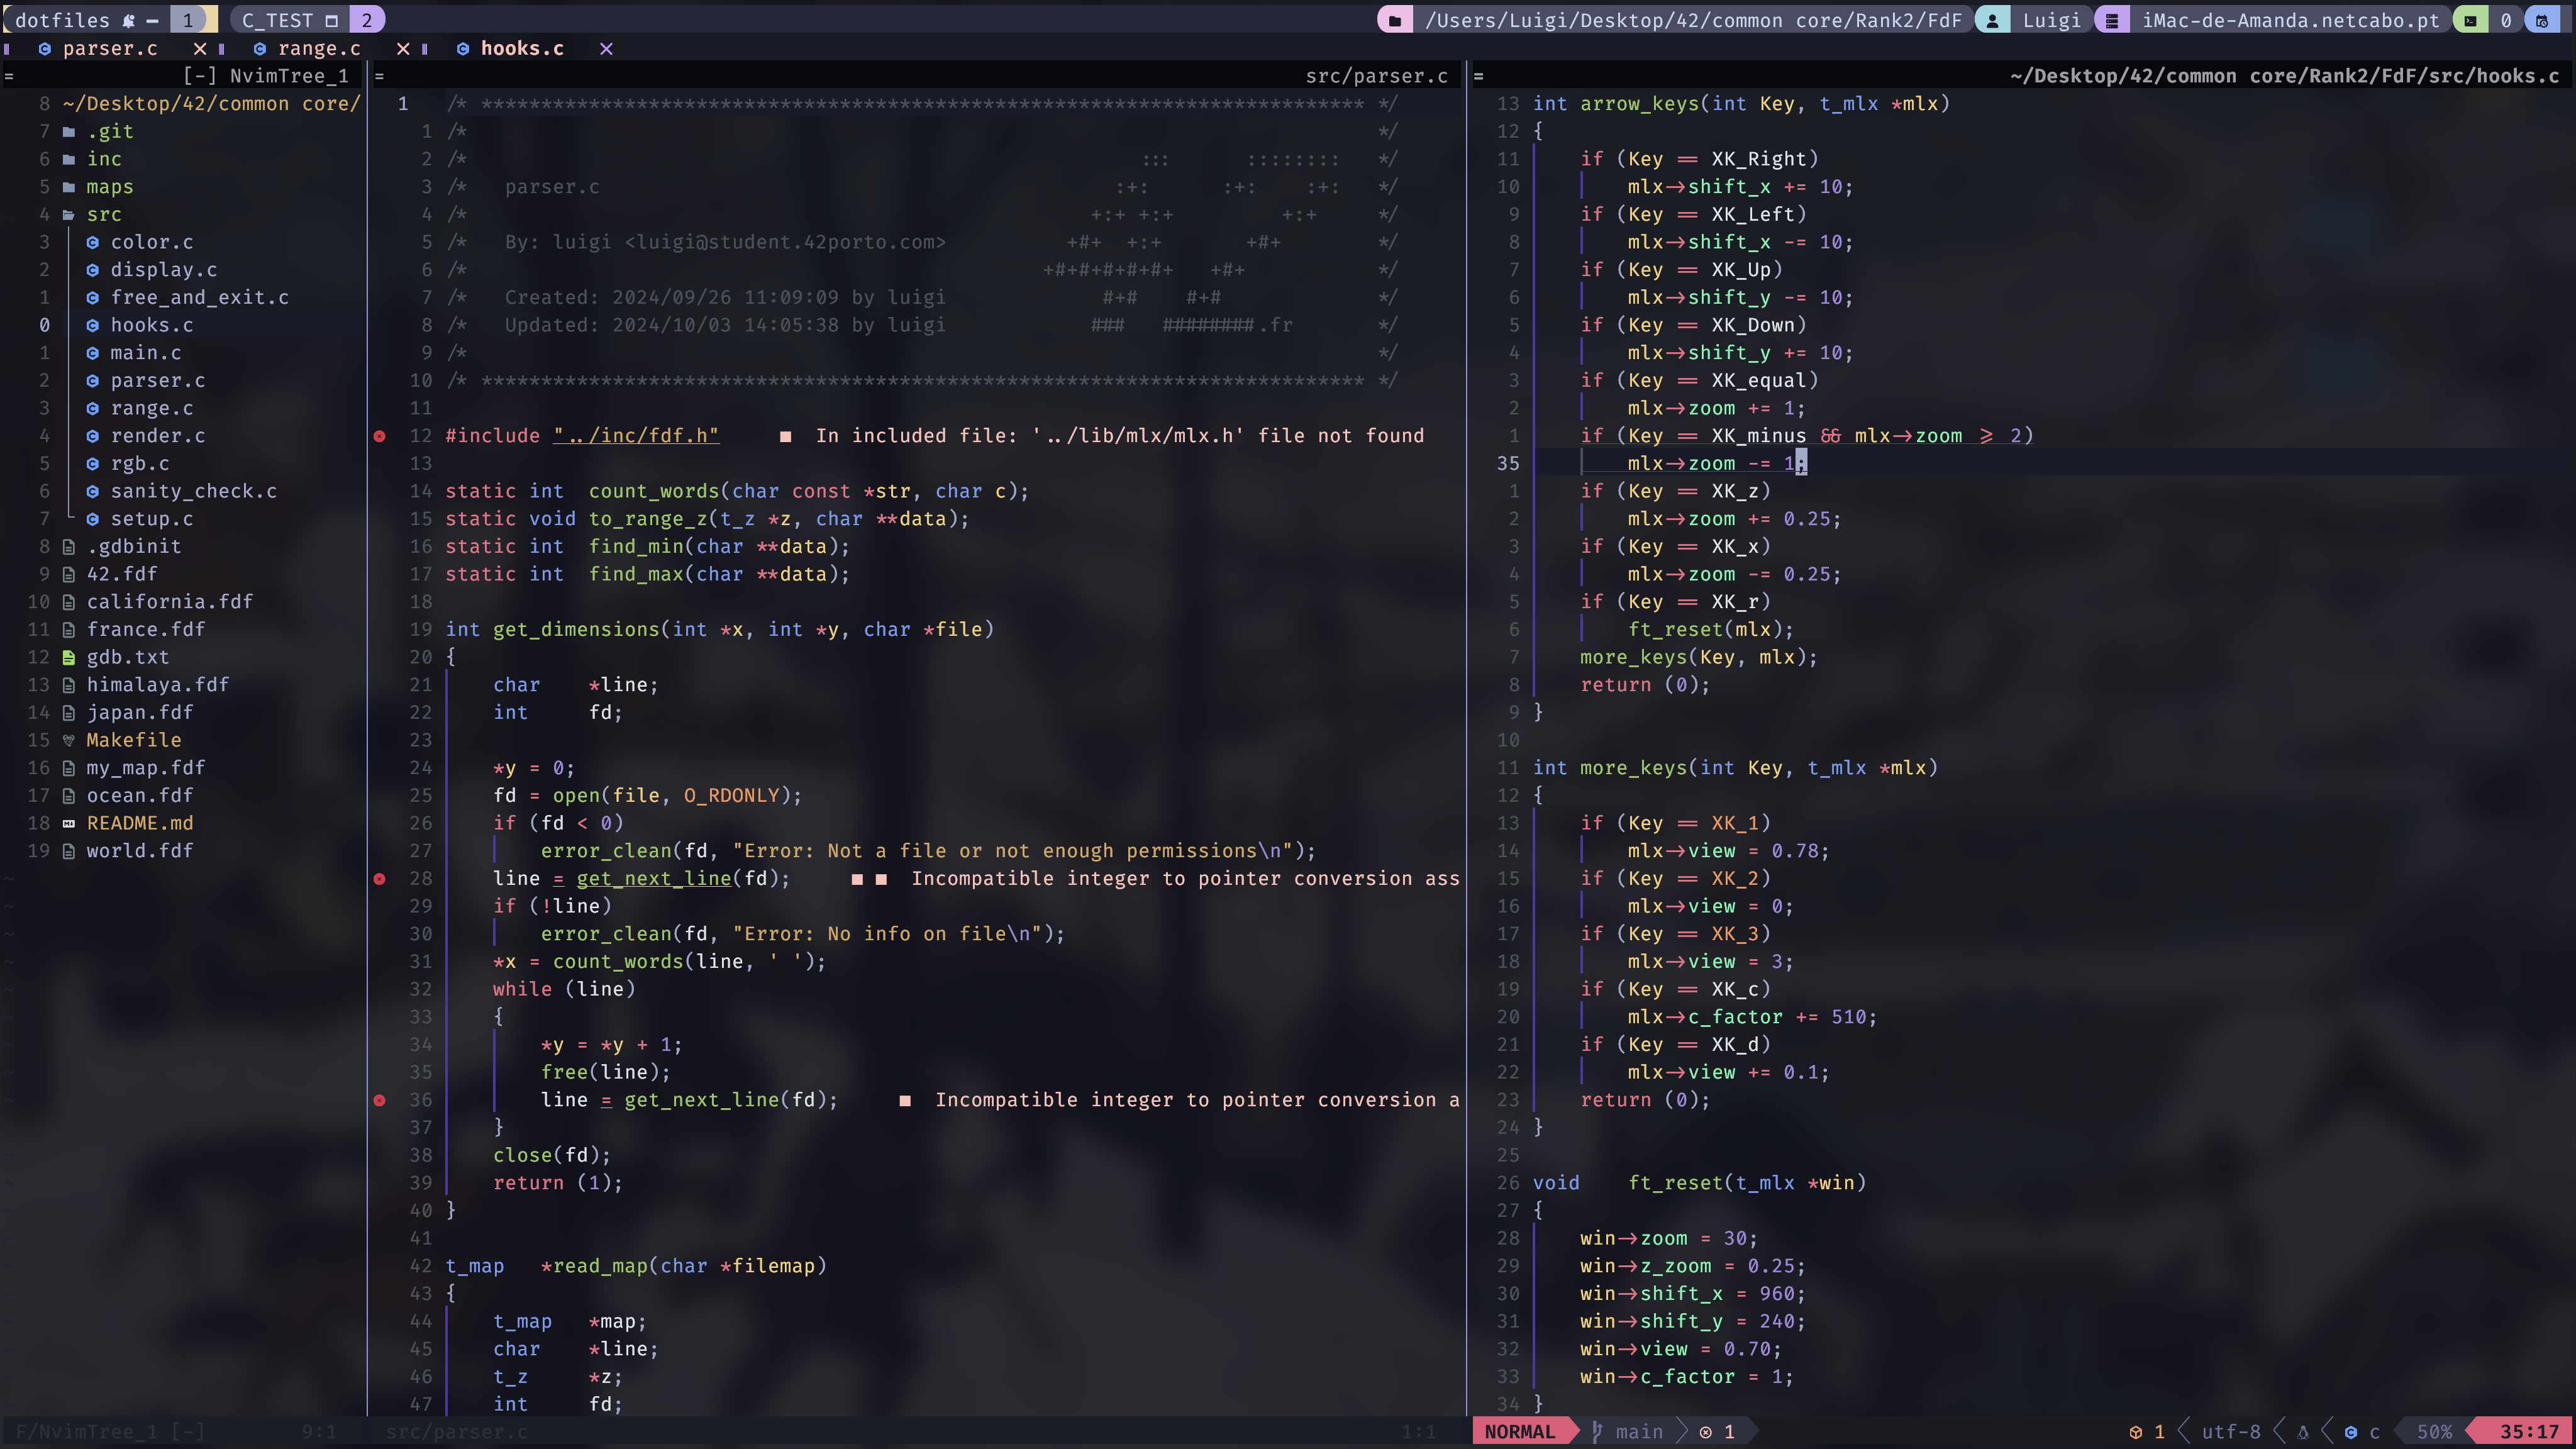 dotfiles 1 C_TEST 2 /Users/Luigi/Desktop/42/common core/Rank2/FdF Luigi iMac-de-Amanda.netcabo.pt 0
parser.c × range.c × hooks.c ×
= [-] NvimTree_1
8 ~/Desktop/42/common core/
7 .git
6 inc
5 maps
4 src
3 color.c
2 display.c
1 free_and_exit.c
0 hooks.c
1 main.c
2 parser.c
3 range.c
4 render.c
5 rgb.c
6 sanity_check.c
7 setup.c
8 .gdbinit
9 42.fdf
10 california.fdf
11 france.fdf
12 gdb.txt
13 himalaya.fdf
14 japan.fdf
15 Makefile
16 my_map.fdf
17 ocean.fdf
18 README.md
19 world.fdf
F/NvimTree_1 [-] 9:1
= src/parser.c
1 /* ************************************************************************** */
1 /* */
2 /* ::: :::::::: */
3 /* parser.c :+: :+: :+: */
4 /* +:+ +:+ +:+ */
5 /* By: luigi <luigi@student.42porto.com> +#+ +:+ +#+ */
6 /* +#+#+#+#+#+ +#+ */
7 /* Created: 2024/09/26 11:09:09 by luigi #+# #+# */
8 /* Updated: 2024/10/03 14:05:38 by luigi ### ########.fr */
9 /* */
10 /* ************************************************************************** */
11
12 #include "../inc/fdf.h" ■ In included file: '../lib/mlx/mlx.h' file not found
13
14 static int count_words(char const *str, char c);
15 static void to_range_z(t_z *z, char **data);
16 static int find_min(char **data);
17 static int find_max(char **data);
18
19 int get_dimensions(int *x, int *y, char *file)
20 {
21 char *line;
22 int fd;
23
24 *y = 0;
25 fd = open(file, O_RDONLY);
26 if (fd < 0)
27 error_clean(fd, "Error: Not a file or not enough permissions\n");
28 line = get_next_line(fd); ■ ■ Incompatible integer to pointer conversion ass
29 if (!line)
30 error_clean(fd, "Error: No info on file\n");
31 *x = count_words(line, ' ');
32 while (line)
33 {
34 *y = *y + 1;
35 free(line);
36 line = get_next_line(fd); ■ Incompatible integer to pointer conversion a
37 }
38 close(fd);
39 return (1);
40 }
41
42 t_map *read_map(char *filemap)
43 {
44 t_map *map;
45 char *line;
46 t_z *z;
47 int fd;
src/parser.c 1:1
= ~/Desktop/42/common core/Rank2/FdF/src/hooks.c
13 int arrow_keys(int Key, t_mlx *mlx)
12 {
11 if (Key == XK_Right)
10 mlx->shift_x += 10;
9 if (Key == XK_Left)
8 mlx->shift_x -= 10;
7 if (Key == XK_Up)
6 mlx->shift_y -= 10;
5 if (Key == XK_Down)
4 mlx->shift_y += 10;
3 if (Key == XK_equal)
2 mlx->zoom += 1;
1 if (Key == XK_minus && mlx->zoom >= 2)
35 mlx->zoom -= 1;
1 if (Key == XK_z)
2 mlx->zoom += 0.25;
3 if (Key == XK_x)
4 mlx->zoom -= 0.25;
5 if (Key == XK_r)
6 ft_reset(mlx);
7 more_keys(Key, mlx);
8 return (0);
9 }
10
11 int more_keys(int Key, t_mlx *mlx)
12 {
13 if (Key == XK_1)
14 mlx->view = 0.78;
15 if (Key == XK_2)
16 mlx->view = 0;
17 if (Key == XK_3)
18 mlx->view = 3;
19 if (Key == XK_c)
20 mlx->c_factor += 510;
21 if (Key == XK_d)
22 mlx->view += 0.1;
23 return (0);
24 }
25
26 void ft_reset(t_mlx *win)
27 {
28 win->zoom = 30;
29 win->z_zoom = 0.25;
30 win->shift_x = 960;
31 win->shift_y = 240;
32 win->view = 0.70;
33 win->c_factor = 1;
34 }
NORMAL main 1 1 utf-8 c 50% 35:17